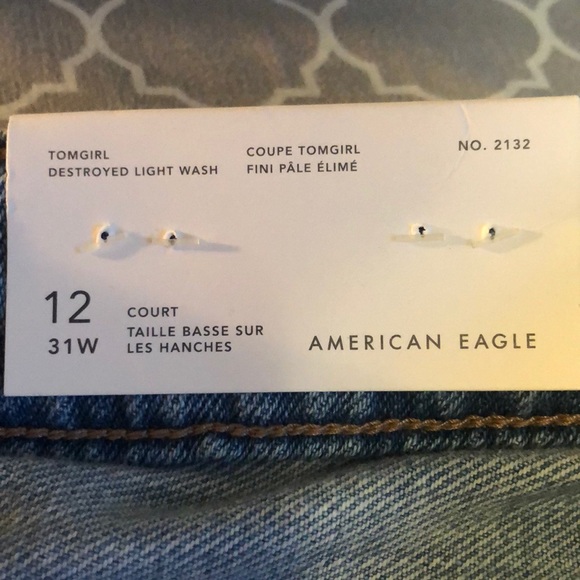 TOMGIRL
DESTROYED LIGHT WASH
COUPE TOMGIRL
FINI PÂLE ÉLIMÉ
NO. 2132
12
31W
COURT
TAILLE BASSE SUR
LES HANCHES
AMERICAN EAGLE